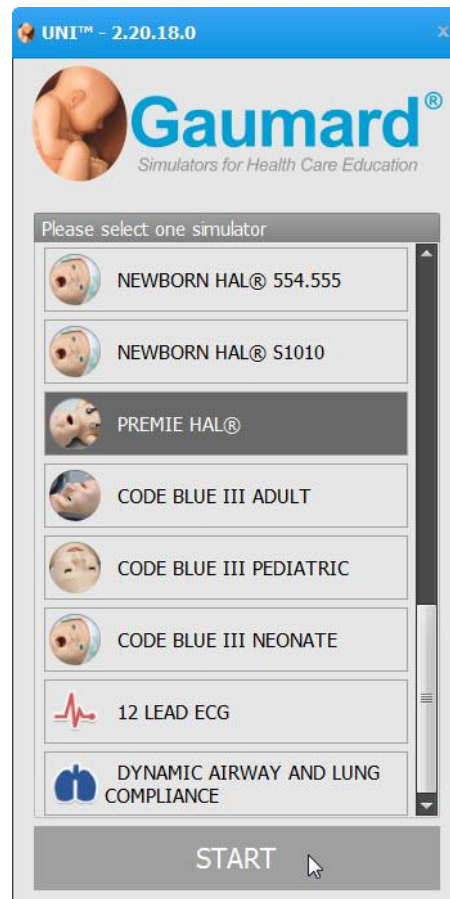 UNI™ - 2.20.18.0
Gaumard®
Simulators for Health Care Education
Please select one simulator
NEWBORN HAL® 554.555
NEWBORN HAL® S1010
PREMIE HAL®
CODE BLUE III ADULT
CODE BLUE III PEDIATRIC
CODE BLUE III NEONATE
12 LEAD ECG
DYNAMIC AIRWAY AND LUNG
COMPLIANCE
START